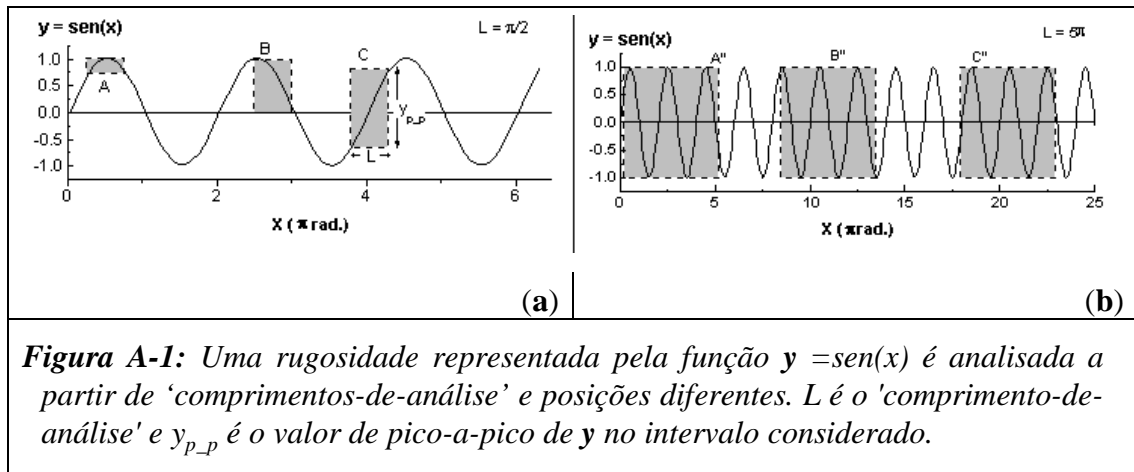 y = sen(x)
L = π/2
1.0
0.5
0.0
-0.5
-1.0
A
B
C
y p_p
L
0
2
4
6
X ( π rad.)
(a)
y = sen(x)
L = 5π
1.0
0.5
0.0
-0.5
-1.0
A"
B"
C"
0
5
10
15
20
25
X (πrad.)
(b)
Figura A-1: Uma rugosidade representada pela função y =sen(x) é analisada a
partir de ‘comprimentos-de-análise’ e posições diferentes. L é o 'comprimento-de-
análise' e yp_p é o valor de pico-a-pico de y no intervalo considerado.